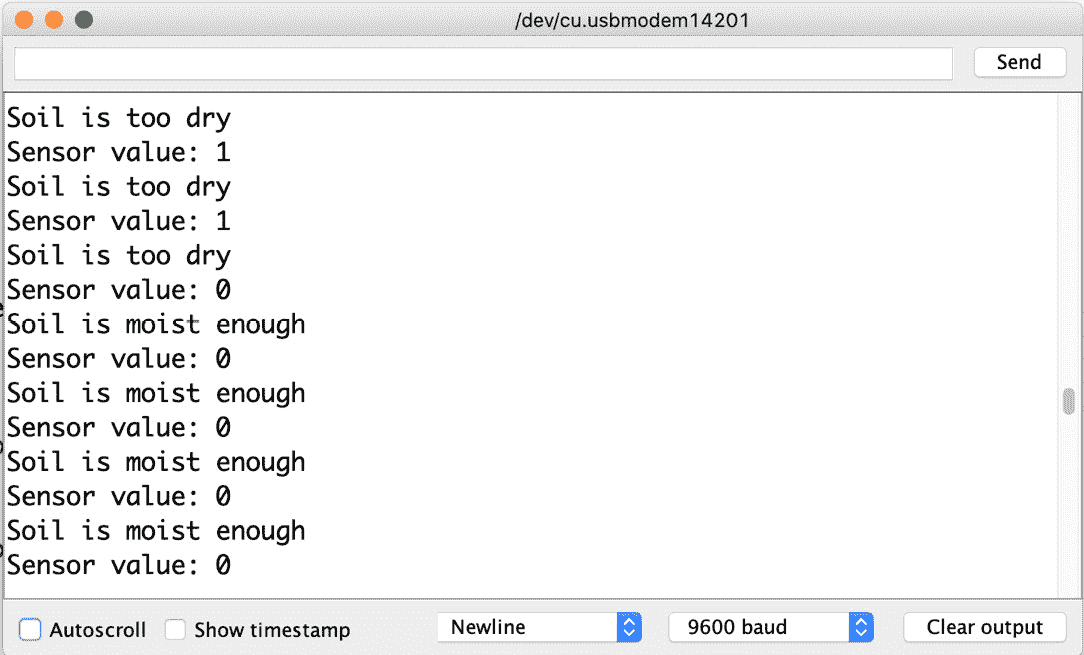 /dev/cu.usbmodem14201
Send
Soil is too dry
Sensor value: 1
Soil is too dry
Sensor value: 1
Soil is too dry
Sensor value: 0
Soil is moist enough
Sensor value: 0
Soil is moist enough
Sensor value: 0
Soil is moist enough
Sensor value: 0
Soil is moist enough
Sensor value: 0
Autoscroll Show timestamp Newline 9600 baud Clear output